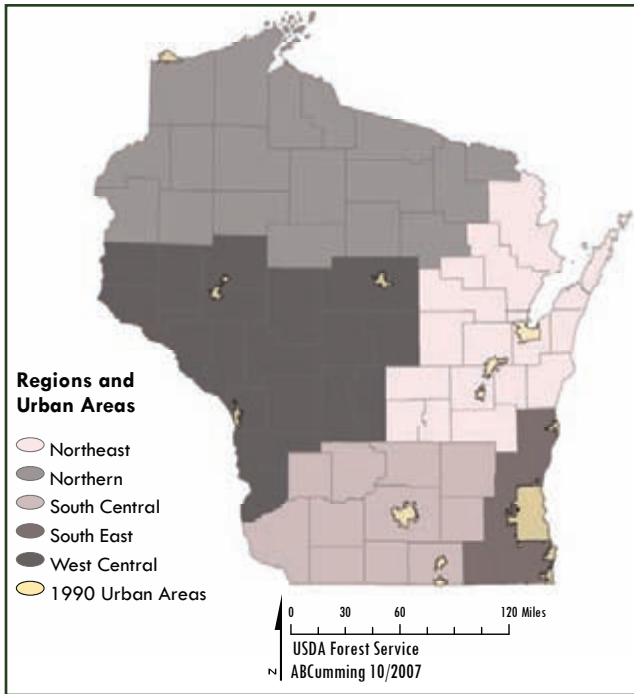 Regions and
Urban Areas
Northeast
Northern
South Central
South East
West Central
1990 Urban Areas
0 30 60 120 Miles
USDA Forest Service
N
ABCumming 10/2007